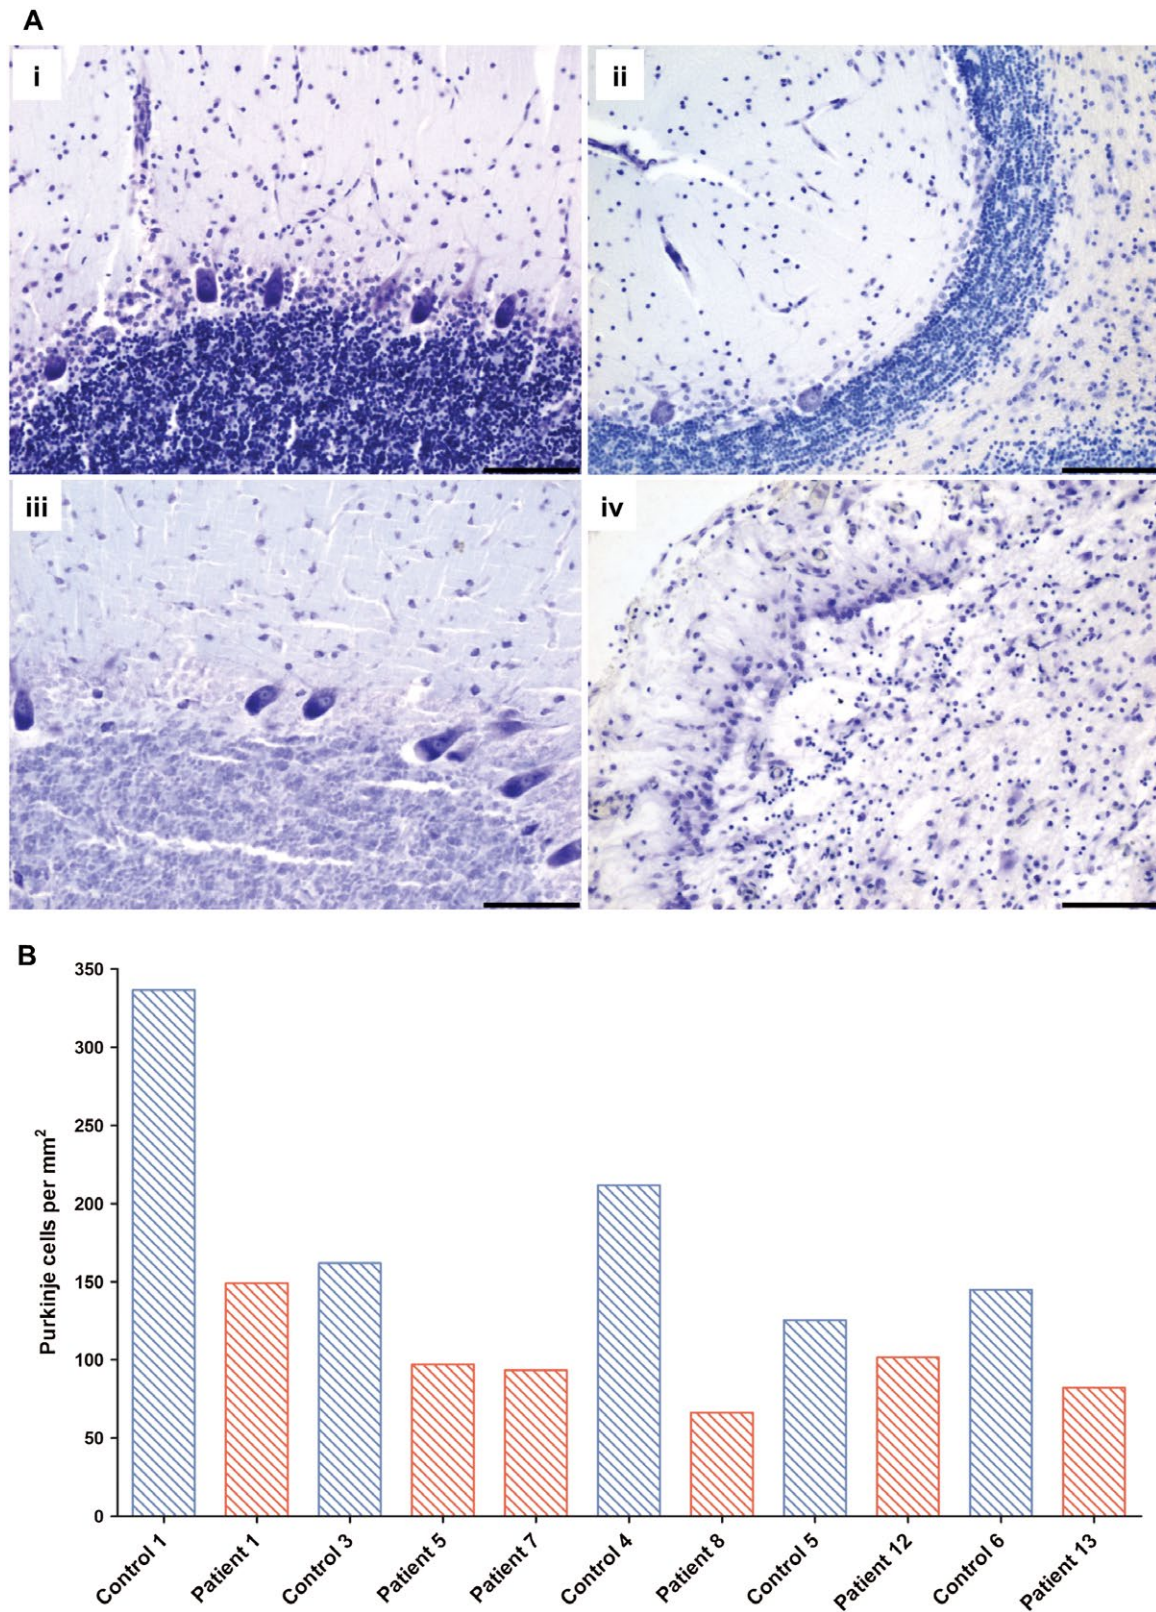 A
i
ii
iii
iv
B
350
300
250
200
150
100
50
0
Purkinje cells per mm²
Control 1
Patient 1
Control 3
Patient 5
Patient 7
Control 4
Patient 8
Control 5
Patient 12
Control 6
Patient 13